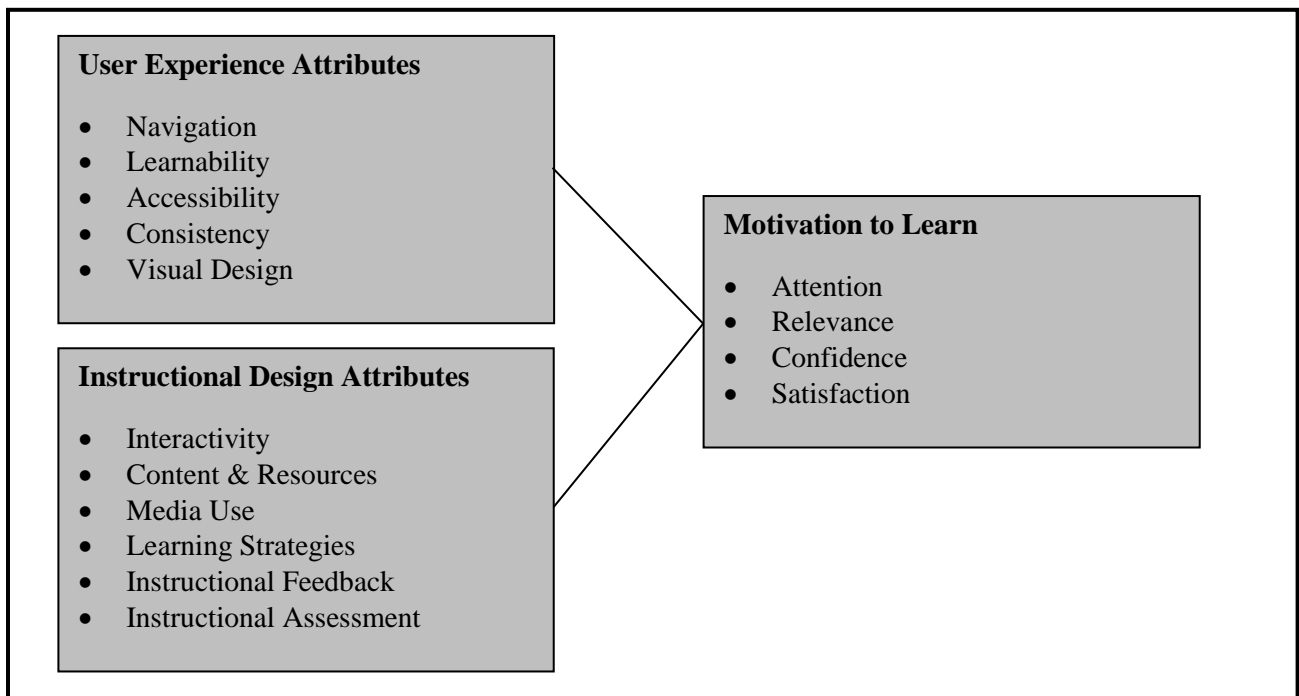 User Experience Attributes
• Navigation
• Learnability
• Accessibility
• Consistency
• Visual Design
Instructional Design Attributes
• Interactivity
• Content & Resources
• Media Use
• Learning Strategies
• Instructional Feedback
• Instructional Assessment
Motivation to Learn
• Attention
• Relevance
• Confidence
• Satisfaction